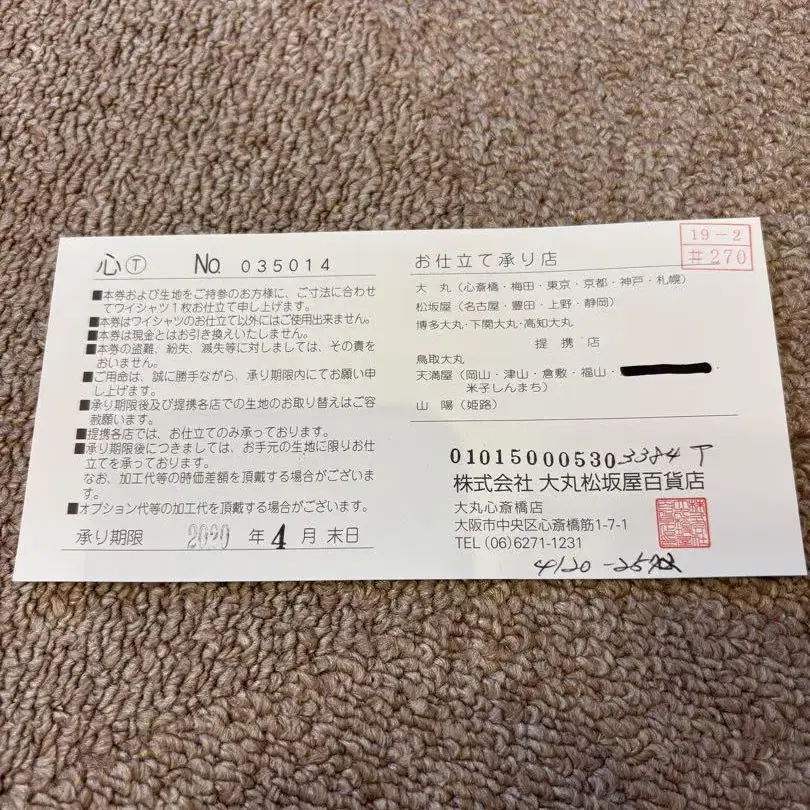 心Ⓣ No. 035014
■本券および生地をご持参のお方様に、ご寸法に合わせ
てワイシャツ1枚お仕立て申し上げます。
■本券はワイシャツのお仕立て以外にはご使用出来ません。
■本券は現金とはお引き換えいたしません。
■本券の盗難、紛失、滅失等に対しましては、その責を
おいません。
■ご用命は、誠に勝手ながら、承り期限内にてお願い申
し上げます。
■承り期限後及び提携各店での生地のお取り替えはご容
赦願います。
■提携各店では、お仕立てのみ承っております。
■承り期限後につきましては、お手元の生地に限りお仕
立てを承っております。
なお、加工代等の時価差額を頂戴する場合がございま
す。
■オプション代等の加工代を頂戴する場合がございます。
承り期限 2020 年 4 月 末日
19-2
#270
お仕立て承り店
大 丸（心斎橋・梅田・東京・京都・神戸・札幌）
松坂屋（名古屋・豊田・上野・静岡）
博多大丸・下関大丸・高知大丸
提 携 店
鳥取大丸
天満屋（岡山・津山・倉敷・福山・
・米子しんまち）
山 陽（姫路）
01015000530 3384 T
株式会社 大丸松坂屋百貨店
大丸心斎橋店
大阪市中央区心斎橋筋1-7-1
TEL (06)6271-1231